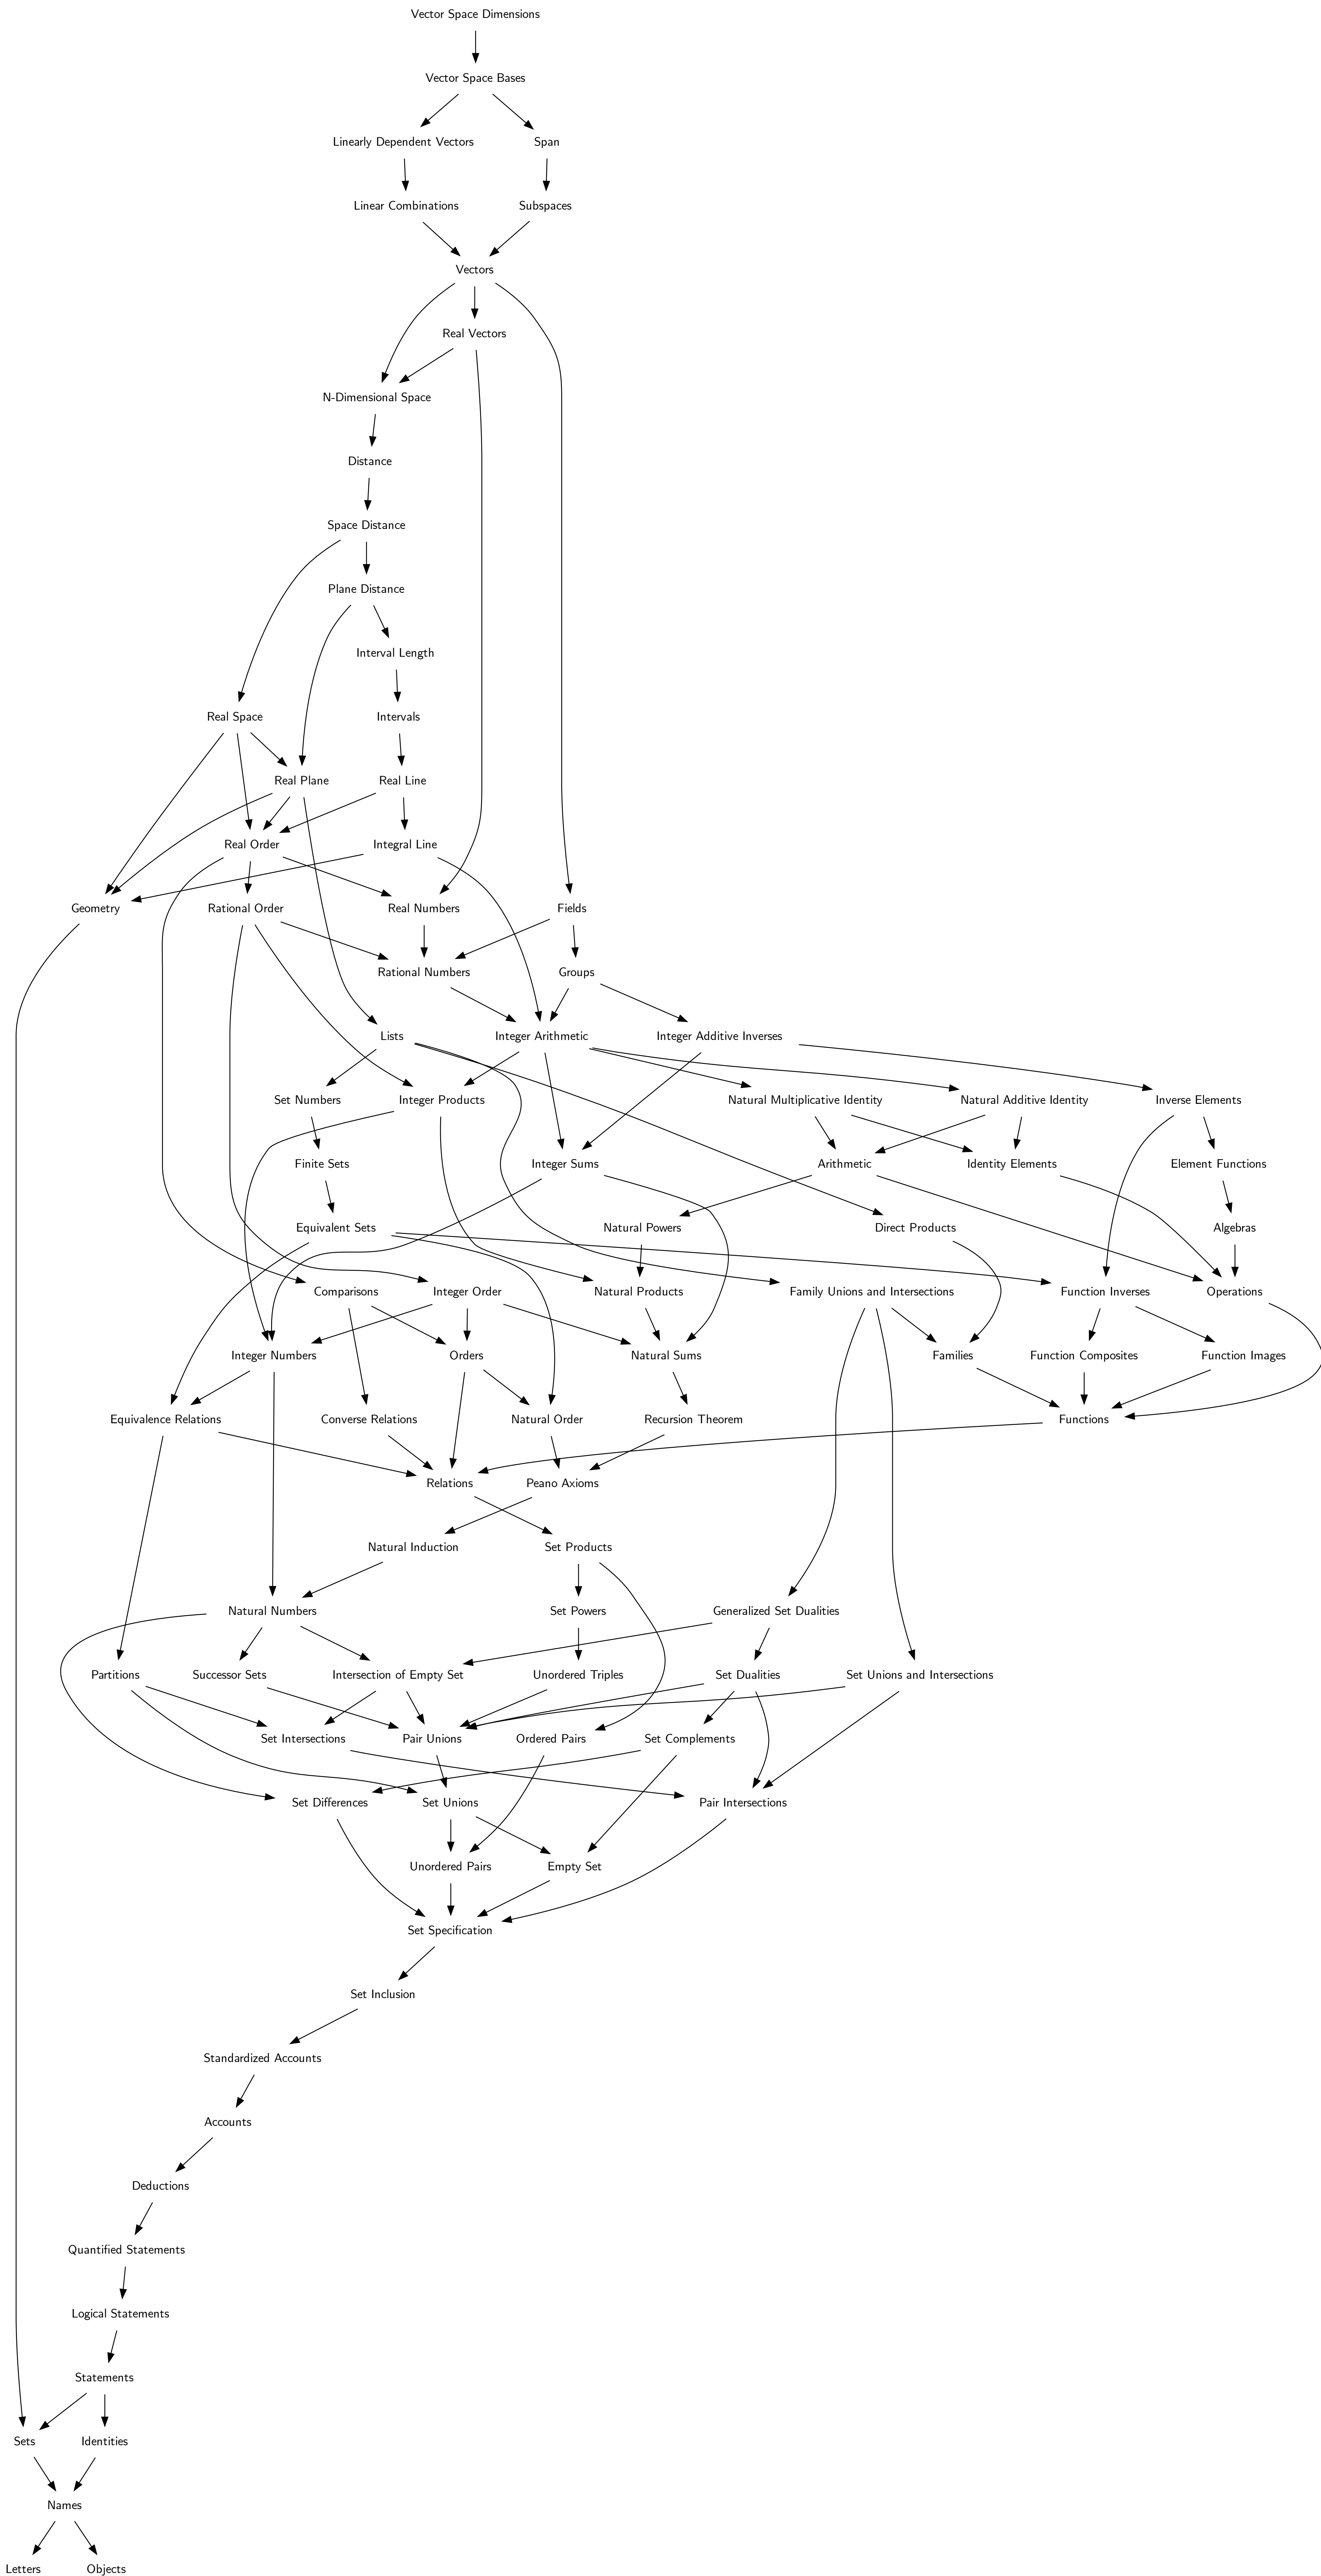 Vector Space Dimensions
Vector Space Bases
Linearly Dependent Vectors
Span
Linear Combinations
Subspaces
Vectors
Real Vectors
N-Dimensional Space
Distance
Space Distance
Plane Distance
Interval Length
Real Space
Intervals
Real Plane
Real Line
Real Order
Integral Line
Geometry
Rational Order
Real Numbers
Fields
Rational Numbers
Groups
Lists
Integer Arithmetic
Integer Additive Inverses
Set Numbers
Integer Products
Natural Multiplicative Identity
Natural Additive Identity
Inverse Elements
Finite Sets
Integer Sums
Arithmetic
Identity Elements
Element Functions
Equivalent Sets
Natural Powers
Direct Products
Algebras
Comparisons
Integer Order
Natural Products
Family Unions and Intersections
Function Inverses
Operations
Integer Numbers
Orders
Natural Sums
Families
Function Composites
Function Images
Equivalence Relations
Converse Relations
Natural Order
Recursion Theorem
Functions
Relations
Peano Axioms
Natural Induction
Set Products
Natural Numbers
Set Powers
Generalized Set Dualities
Partitions
Successor Sets
Intersection of Empty Set
Unordered Triples
Set Dualities
Set Unions and Intersections
Set Intersections
Pair Unions
Ordered Pairs
Set Complements
Set Differences
Set Unions
Pair Intersections
Unordered Pairs
Empty Set
Set Specification
Set Inclusion
Standardized Accounts
Accounts
Deductions
Quantified Statements
Logical Statements
Statements
Sets
Identities
Names
Letters
Objects